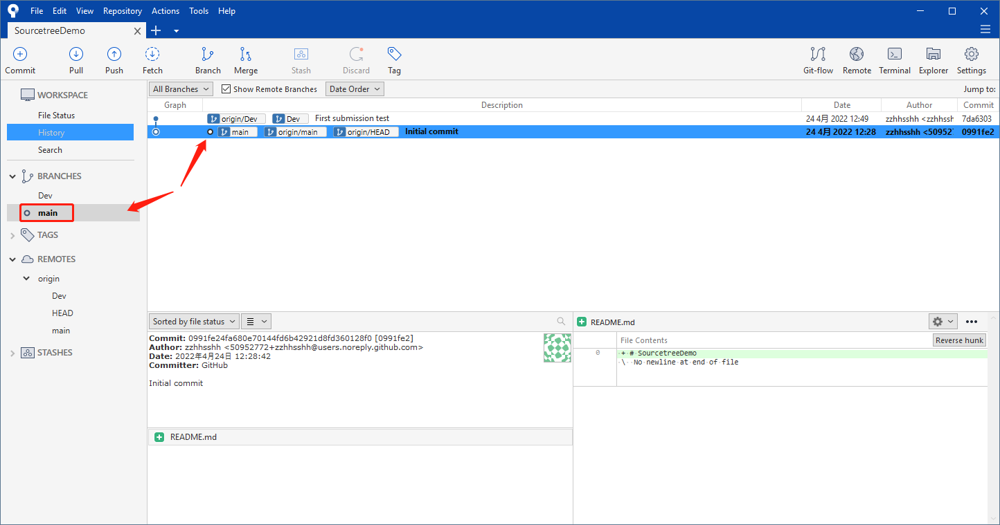 File Edit View Repository Actions Tools Help
SourcetreeDemo
Commit Pull Push Fetch Branch Merge Stash Discard Tag Git-flow Remote Terminal Explorer Settings
WORKSPACE
File Status
History
Search
BRANCHES
Dev
main
TAGS
REMOTES
origin
Dev
HEAD
main
STASHES
All Branches Show Remote Branches Date Order Jump to:
Graph Description Date Author Commit
origin/Dev Dev First submission test 24 4月 2022 12:49 zzhhsshh <zzhhssh 7da6303
main origin/main origin/HEAD Initial commit 24 4月 2022 12:28 zzhhsshh <50952 0991fe2
Sorted by file status
Commit: 0991fe24fa680e70144fd6b42921d8fd360128f0 [0991fe2]
Author: zzhhsshh <50952772+zzhhsshh@users.noreply.github.com>
Date: 2022年4月24日 12:28:42
Committer: GitHub
Initial commit
README.md
README.md
File Contents Reverse hunk
0 + # SourcetreeDemo
\ No newline at end of file